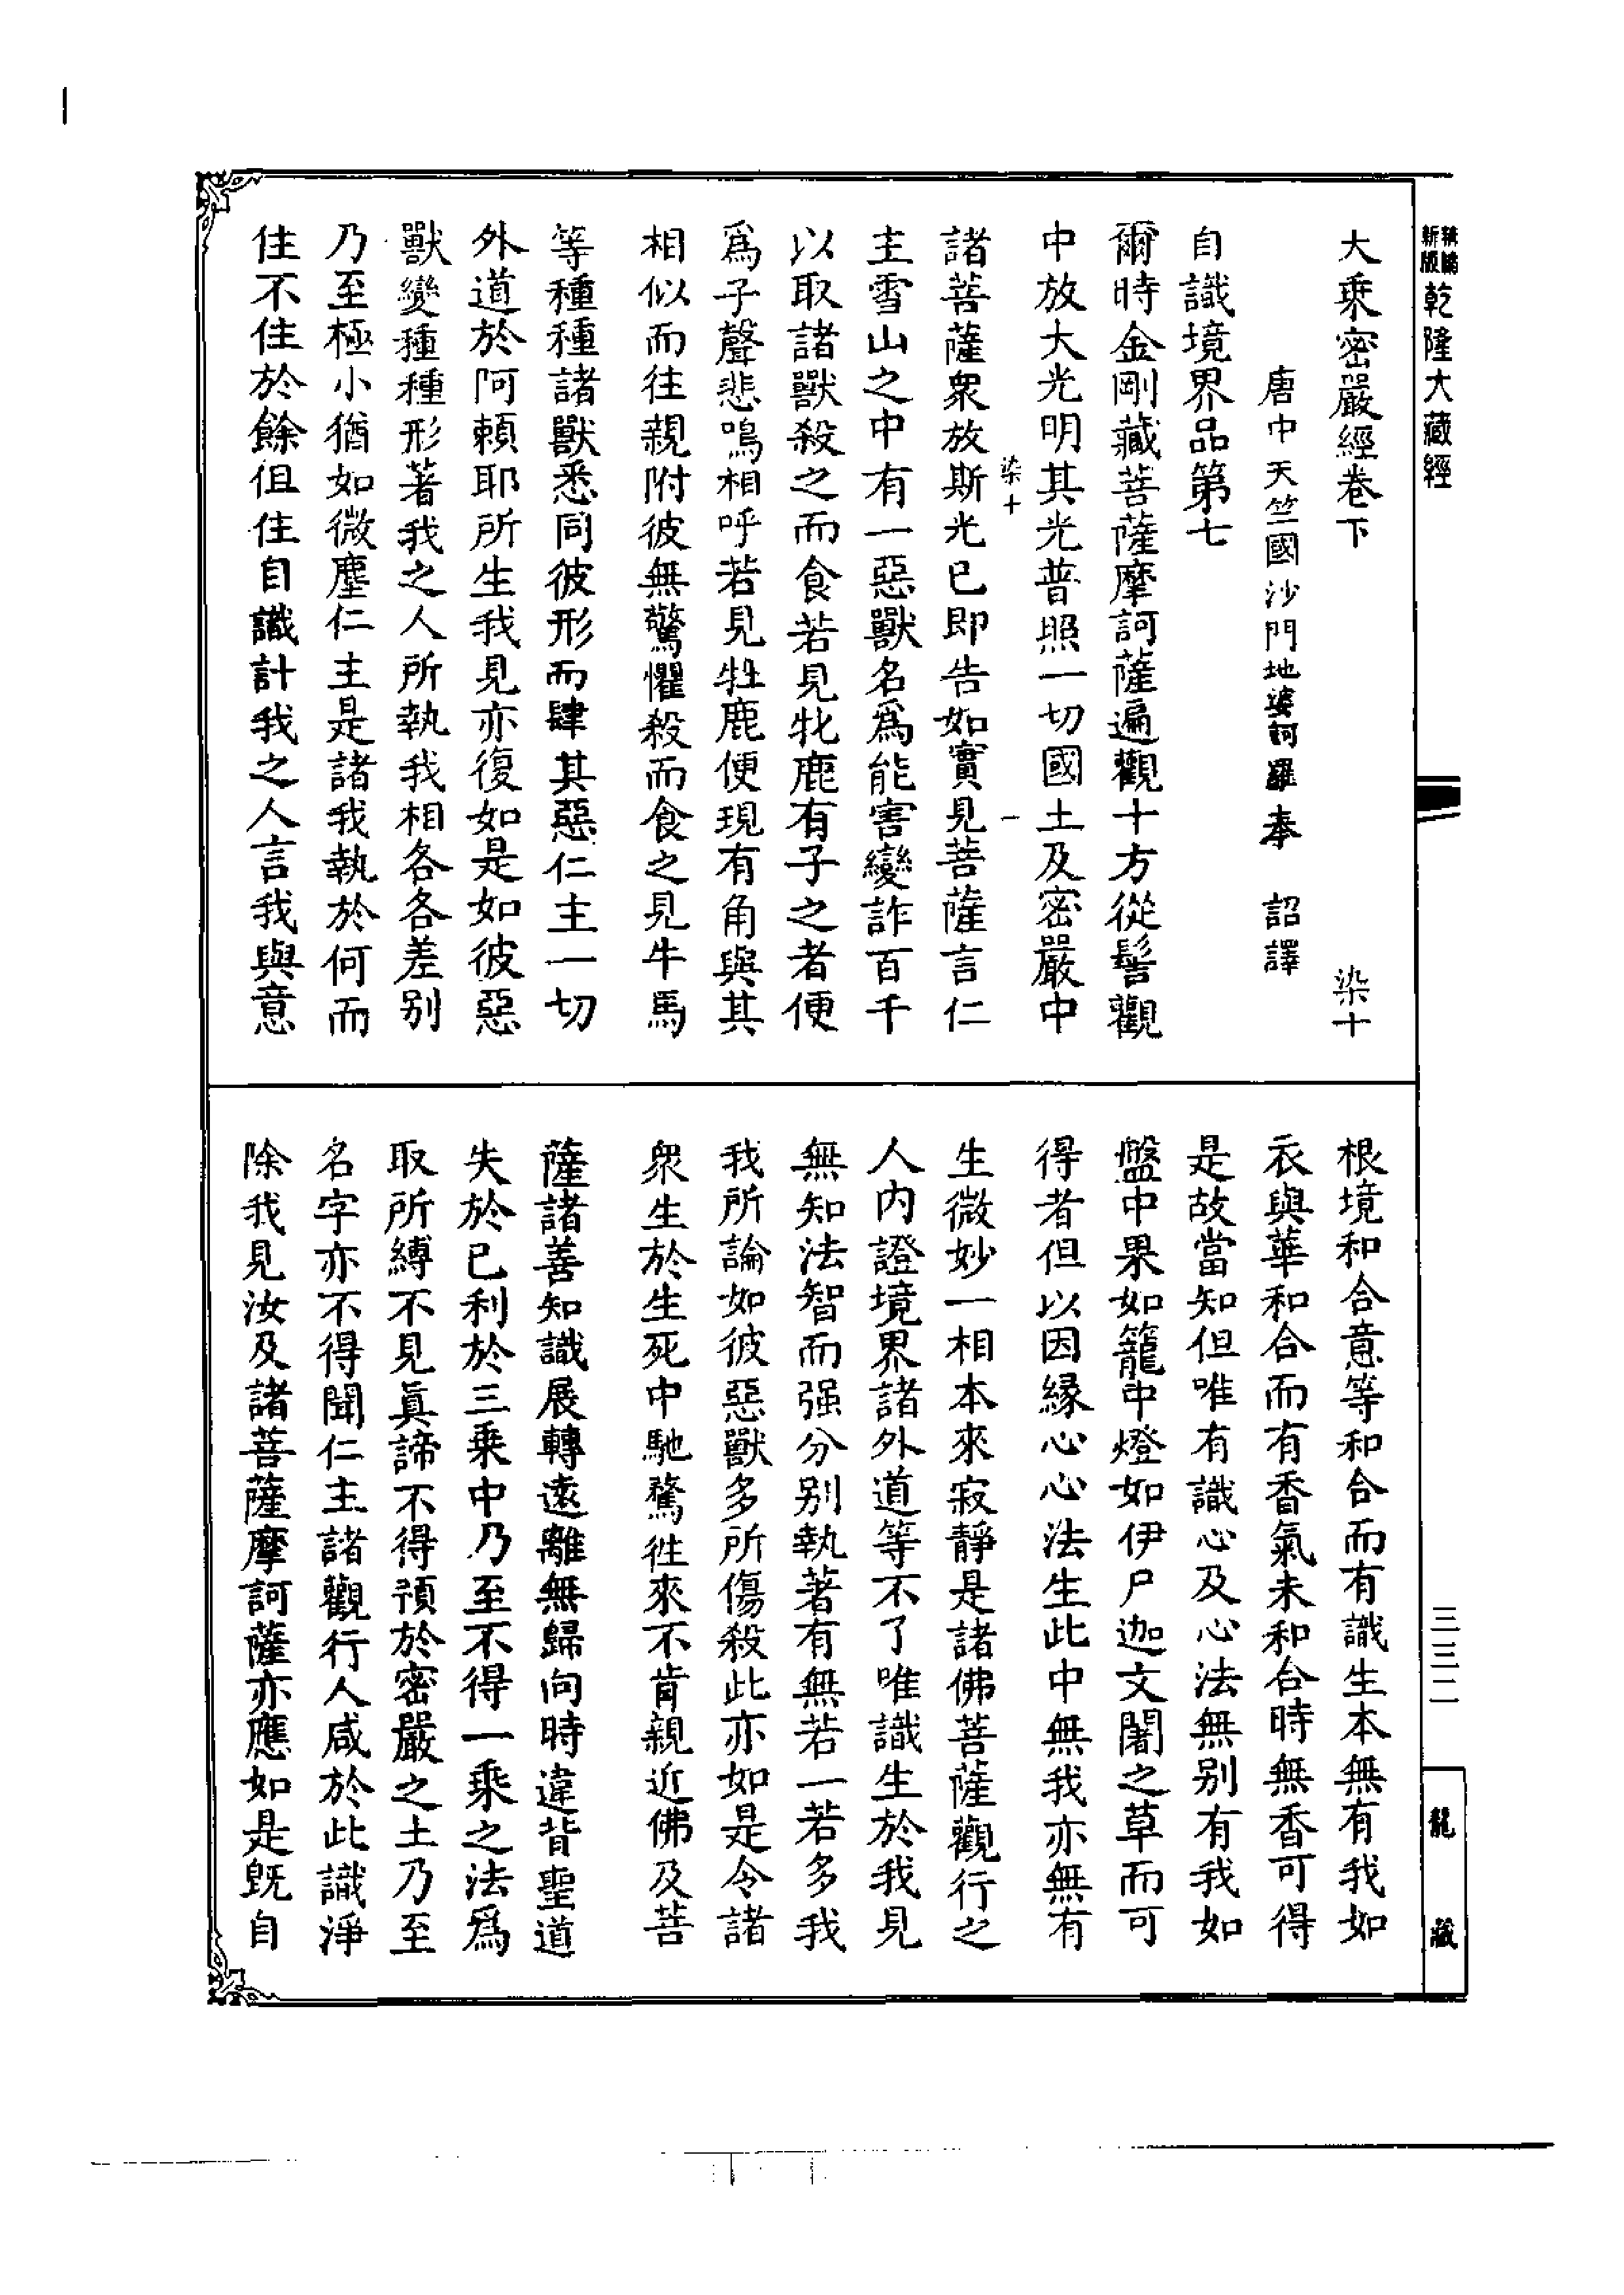 新版
精縮
乾隆大藏經
三三二
龍藏
大乘密嚴經卷下
染十
唐中天竺國沙門地婆訶羅奉 詔譯
自識境界品第七
爾時金剛藏菩薩摩訶薩遍觀十方從髻觀
中放大光明其光普照一切國土及密嚴中
染十
一
諸菩薩衆放斯光已即告如實見菩薩言仁
主雪山之中有一惡獸名爲能害變詐百千
以取諸獸殺之而食若見牝鹿有子之者便
爲子聲悲鳴相呼若見牲鹿便現有角與其
相似而往親附彼無驚懼殺而食之見牛馬
等種種諸獸悉同彼形而肆其惡仁主一切
外道於阿賴耶所生我見亦復如是如彼惡
獸變種種形著我之人所執我相各各差别
乃至極小猶如微塵仁主是諸我執於何而
住不住於餘但住自識計我之人言我與意
根境和合意等和合而有識生本無有我如
衣與華和合而有香氣未和合時無香可得
是故當知但唯有識心及心法無别有我如
盤中果如籠中燈如伊尸迦文闍之草而可
得者但以因緣心心法生此中無我亦無有
生微妙一相本來寂靜是諸佛菩薩觀行之
人内證境界諸外道等不了唯識生於我見
無知法智而强分别執著有無若一若多我
我所論如彼惡獸多所傷殺此亦如是令諸
衆生於生死中馳騖徃來不肯親近佛及菩
薩諸善知識展轉遠離無歸向時違背聖道
失於已利於三乘中乃至不得一乘之法爲
取所縛不見真諦不得預於密嚴之土乃至
名字亦不得聞仁主諸觀行人咸於此識淨
除我見汝及諸菩薩摩訶薩亦應如是既自